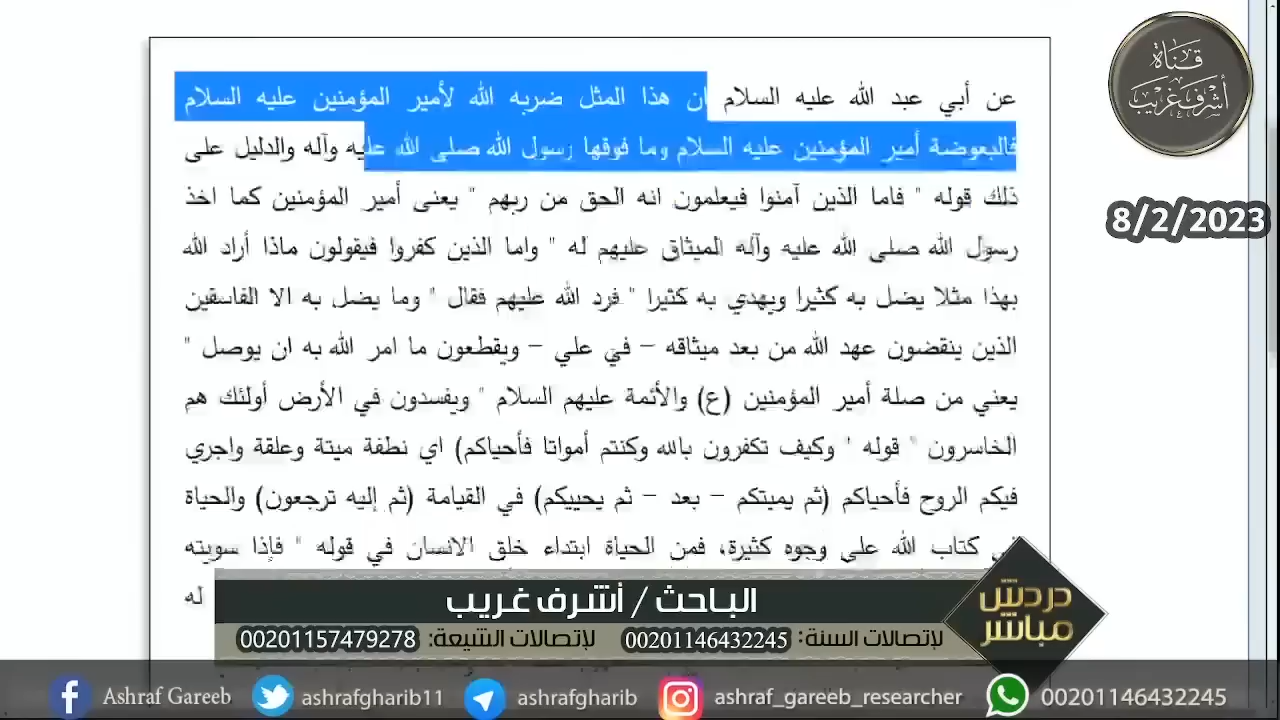 قناة
أشرف غريب
8/2/2023
عن أبي عبد الله عليه السلام ان هذا المثل ضربه الله لأمير المؤمنين عليه السلام
فالبعوضة أمير المؤمنين عليه السلام وما فوقها رسول الله صلى الله عليه وآله والدليل على
ذلك قوله " فاما الذين آمنوا فيعلمون انه الحق من ربهم " يعنى أمير المؤمنين كما اخذ
رسول الله صلى الله عليه وآله الميثاق عليهم له " واما الذين كفروا فيقولون ماذا أراد الله
بهذا مثلا يضل به كثيرا ويهدي به كثيرا " فرد الله عليهم فقال " وما يضل به الا الفاسقين
الذين ينقضون عهد الله من بعد ميثاقه - في علي - ويقطعون ما امر الله به ان يوصل "
يعني من صلة أمير المؤمنين (ع) والأئمة عليهم السلام " ويفسدون في الأرض أولئك هم
الخاسرون " قوله ' وكيف تكفرون بالله وكنتم أمواتا فأحياكم) اي نطفة ميتة وعلقة واجري
فيكم الروح فأحياكم (ثم يميتكم - بعد - ثم يحييكم) في القيامة (ثم إليه ترجعون) والحياة
في كتاب الله علي وجوه كثيرة، فمن الحياة ابتداء خلق الانسان في قوله " فإذا سويته
له
دردش
مباشر
الباحث / أشرف غريب
لإتصالات السنة: 00201146432245 لإتصالات الشيعة: 00201157479278
Ashraf Gareeb ashrafgharib11 ashrafgharib ashraf_gareeb_researcher 00201146432245